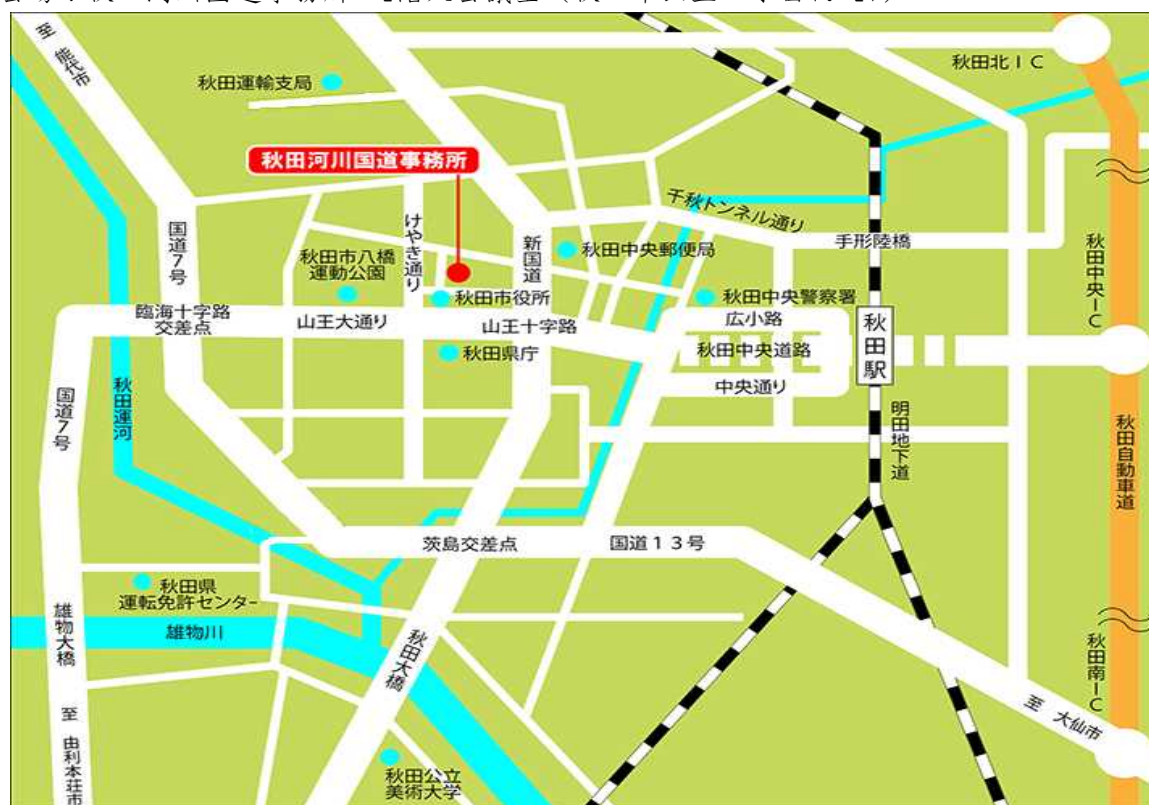 至 能代市
秋田運輸支局
秋田北IC
秋田河川国道事務所
千秋トンネル通り
国道7号
けやき通り
新国道
秋田中央郵便局
手形陸橋
秋田市八橋
運動公園
秋田中央IC
秋田市役所
秋田中央警察署
臨海十字路
交差点
山王大通り
山王十字路
広小路
秋田駅
秋田県庁
秋田中央道路
中央通り
国道7号
秋田運河
明田地下道
秋田自動車道
茨島交差点
国道13号
秋田県
運転免許センター
雄物大橋
雄物川
秋田大橋
秋田南IC
至 大仙市
至 由利本荘市
秋田公立
美術大学